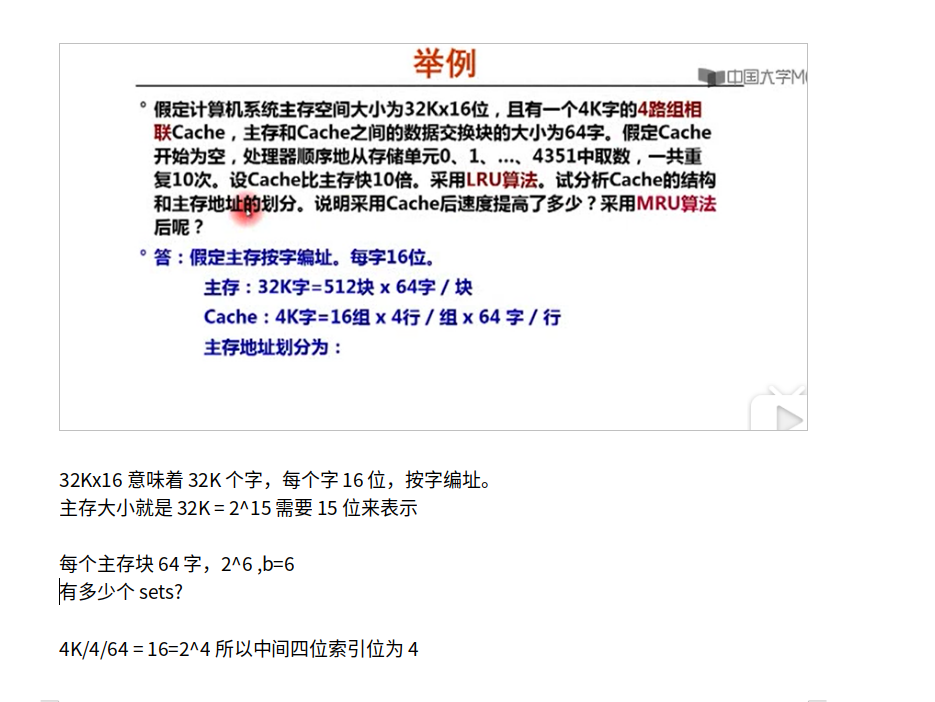 举例
中国大学M
° 假定计算机系统主存空间大小为32Kx16位，且有一个4K字的4路组相
联Cache，主存和Cache之间的数据交换块的大小为64字。假定Cache
开始为空，处理器顺序地从存储单元0、1、…、4351中取数，一共重
复10次。设Cache比主存快10倍。采用LRU算法。试分析Cache的结构
和主存地址的划分。说明采用Cache后速度提高了多少？采用MRU算法
后呢？
° 答：假定主存按字编址。每字16位。
主存：32K字=512块 x 64字 / 块
Cache：4K字=16组 x 4行 / 组 x 64 字 / 行
主存地址划分为：
32Kx16 意味着 32K 个字，每个字 16 位，按字编址。
主存大小就是 32K = 2^15 需要 15 位来表示
每个主存块 64 字，2^6 ,b=6
有多少个 sets?
4K/4/64 = 16=2^4 所以中间四位索引位为 4